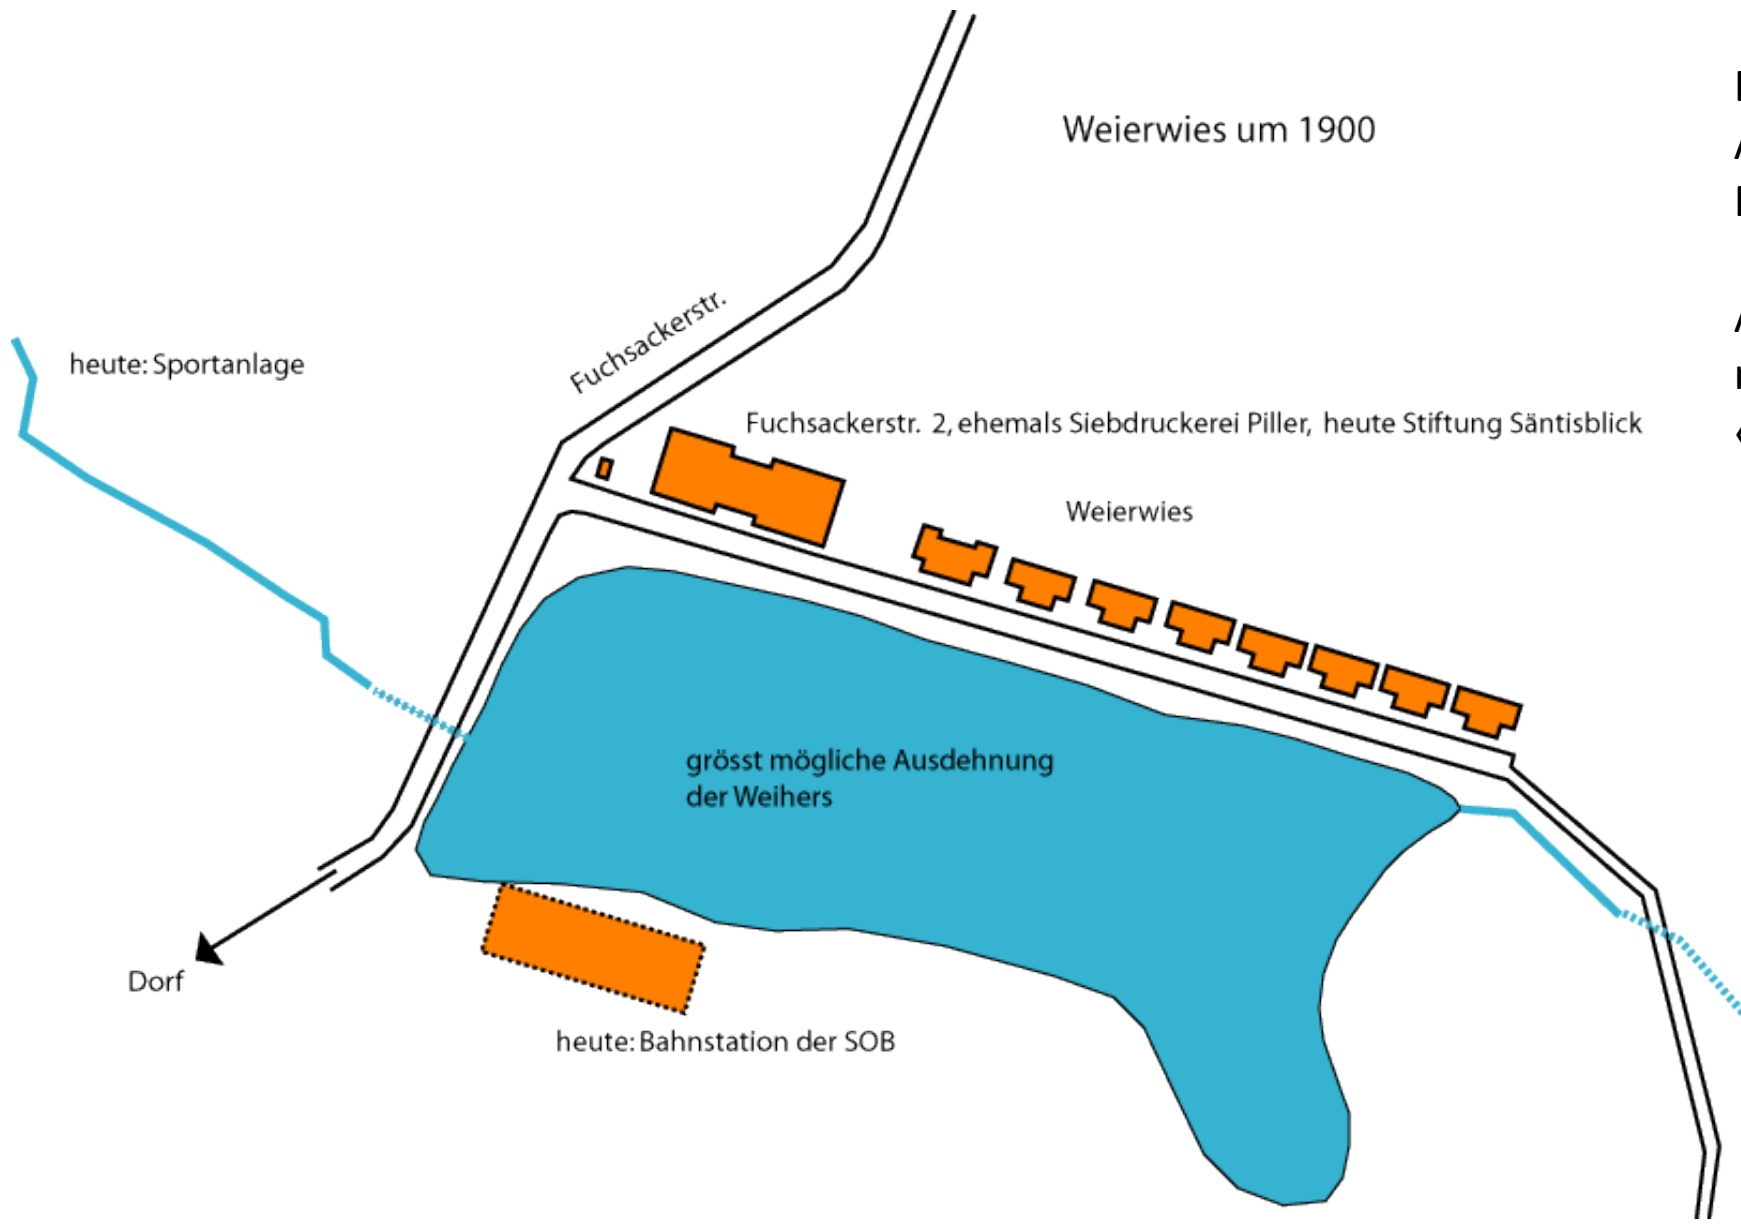 Weierwies um 1900
Fuchsackerstr.
heute: Sportanlage
Fuchsackerstr. 2, ehemals Siebdruckerei Piller, heute Stiftung Säntisblick
Weierwies
grösst mögliche Ausdehnung
der Weihers
Dorf
heute: Bahnstation der SOB